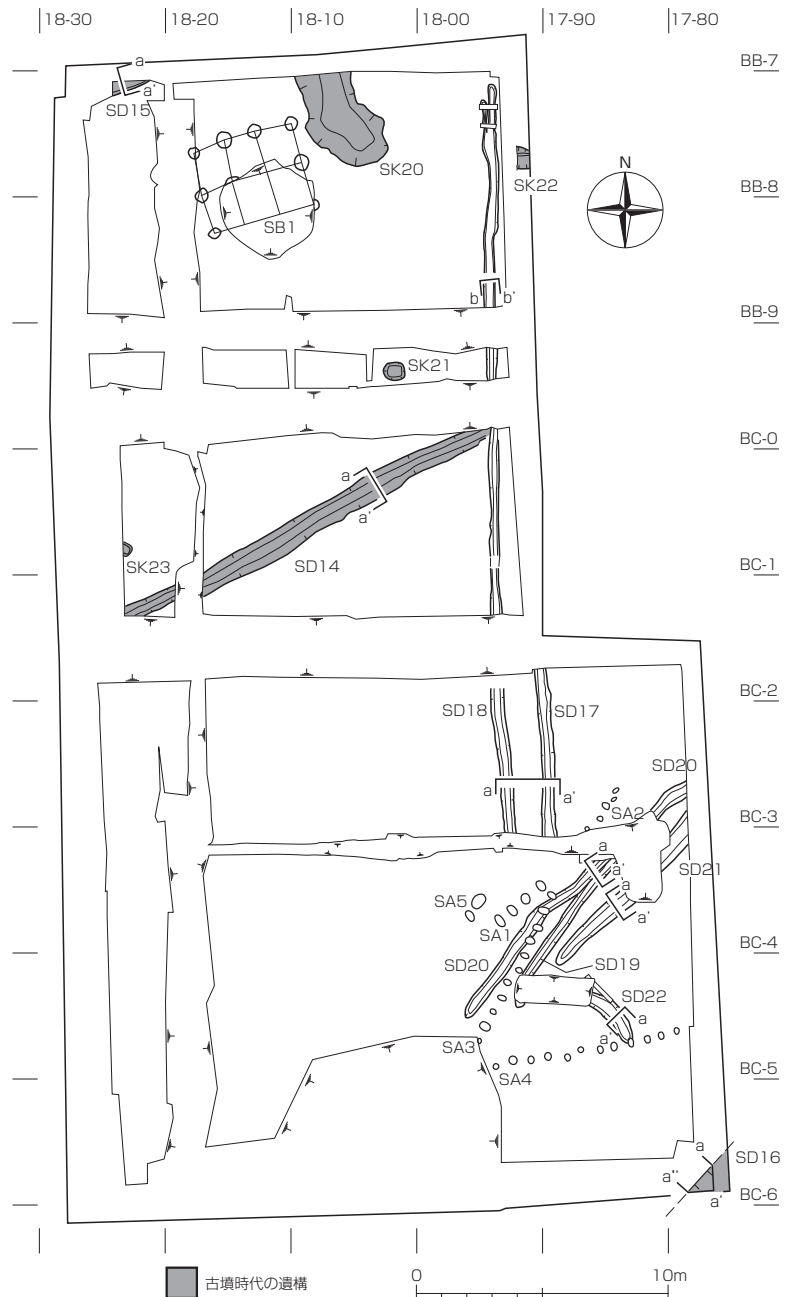 18-30 18-20 18-10 18-00 17-90 17-80
BB-7
a
a'
SD15
SK20
SK22
N
BB-8
SB1
b b'
BB-9
SK21
BC-0
a
a'
SK23
SD14
BC-1
BC-2
SD18 SD17
SD20
a a'
SA2
BC-3
a
a'
SD21
a
SA5
a'
SA1
BC-4
SD20
SD19
SD22
a
a'
SA3
BC-5
SA4
a
SD16
a''
a'
BC-6
古墳時代の遺構
0 10m